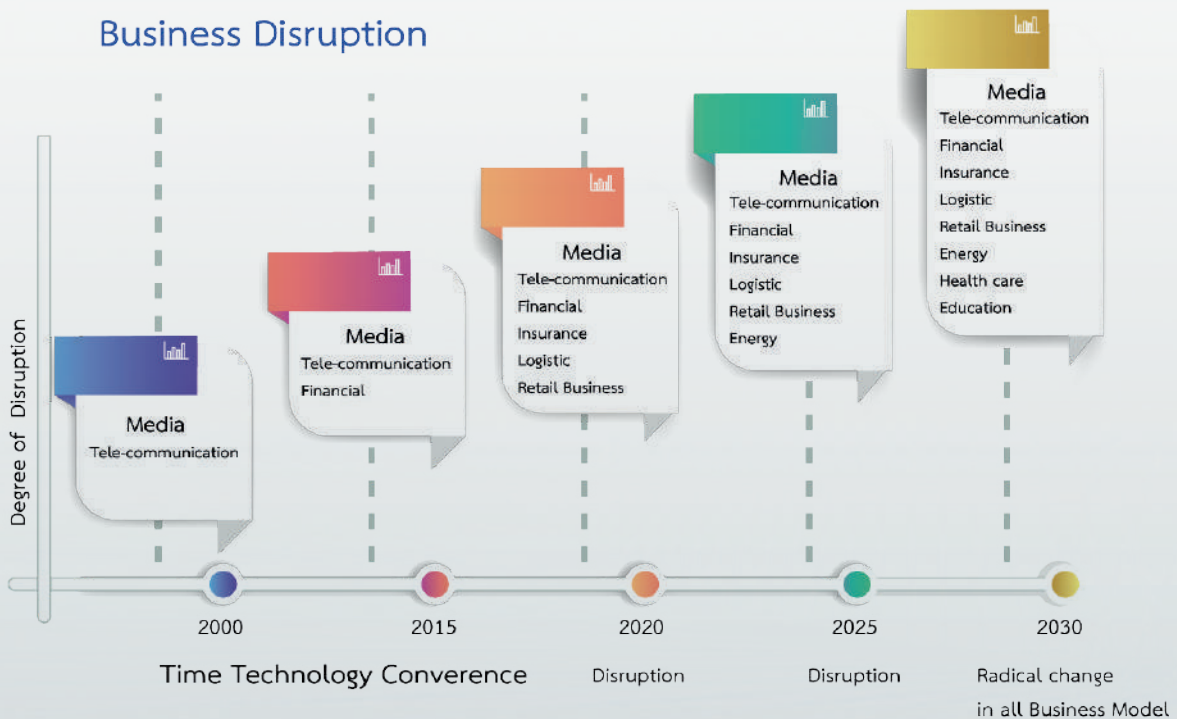 Business Disruption
Degree of Disruption
Media
Tele-communication
Media
Tele-communication
Financial
Media
Tele-communication
Financial
Insurance
Logistic
Retail Business
Media
Tele-communication
Financial
Insurance
Logistic
Retail Business
Energy
Media
Tele-communication
Financial
Insurance
Logistic
Retail Business
Energy
Health care
Education
2000
2015
2020
2025
2030
Time Technology Converence
Disruption
Disruption
Radical change
in all Business Model